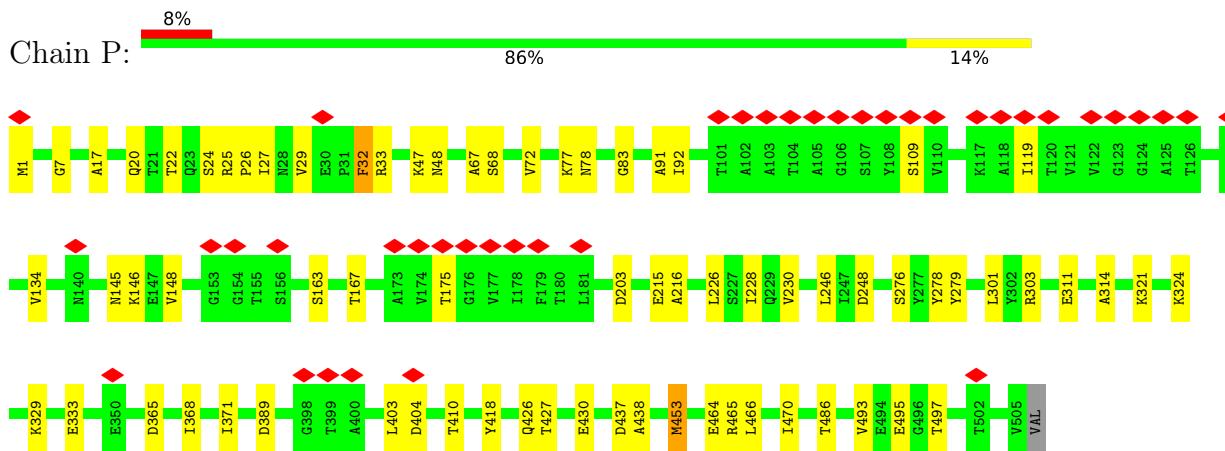 8%
Chain P:
86% 14%
M1 G7 A17 Q20 T21 T22 Q23 S24 R25 P26 I27 N28 V29 E30 P31 F32 R33 K47 N48 A67 S68 V72 K77 N78 G83 A91 I92 T101 A102 A103 T104 A105 G106 S107 Y108 S109 V110 K117 A118 I119 T120 V121 V122 G123 G124 A125 T126
V134 N140 N145 K146 E147 V148 G153 G154 T155 S156 S163 T167 A173 V174 T175 G176 V177 I178 F179 T180 L181 D203 E215 A216 L226 S227 I228 Q229 V230 L246 I247 D248 S276 Y277 Y278 Y279 L301 Y302 R303 E311 A314 K321 K324
K329 E333 E350 D365 I368 I371 D389 G398 T399 A400 L403 D404 T410 Y418 Q426 T427 E430 D437 A438 M453 E464 R465 L466 I470 T486 V493 E494 E495 G496 T497 T502 V505 VAL